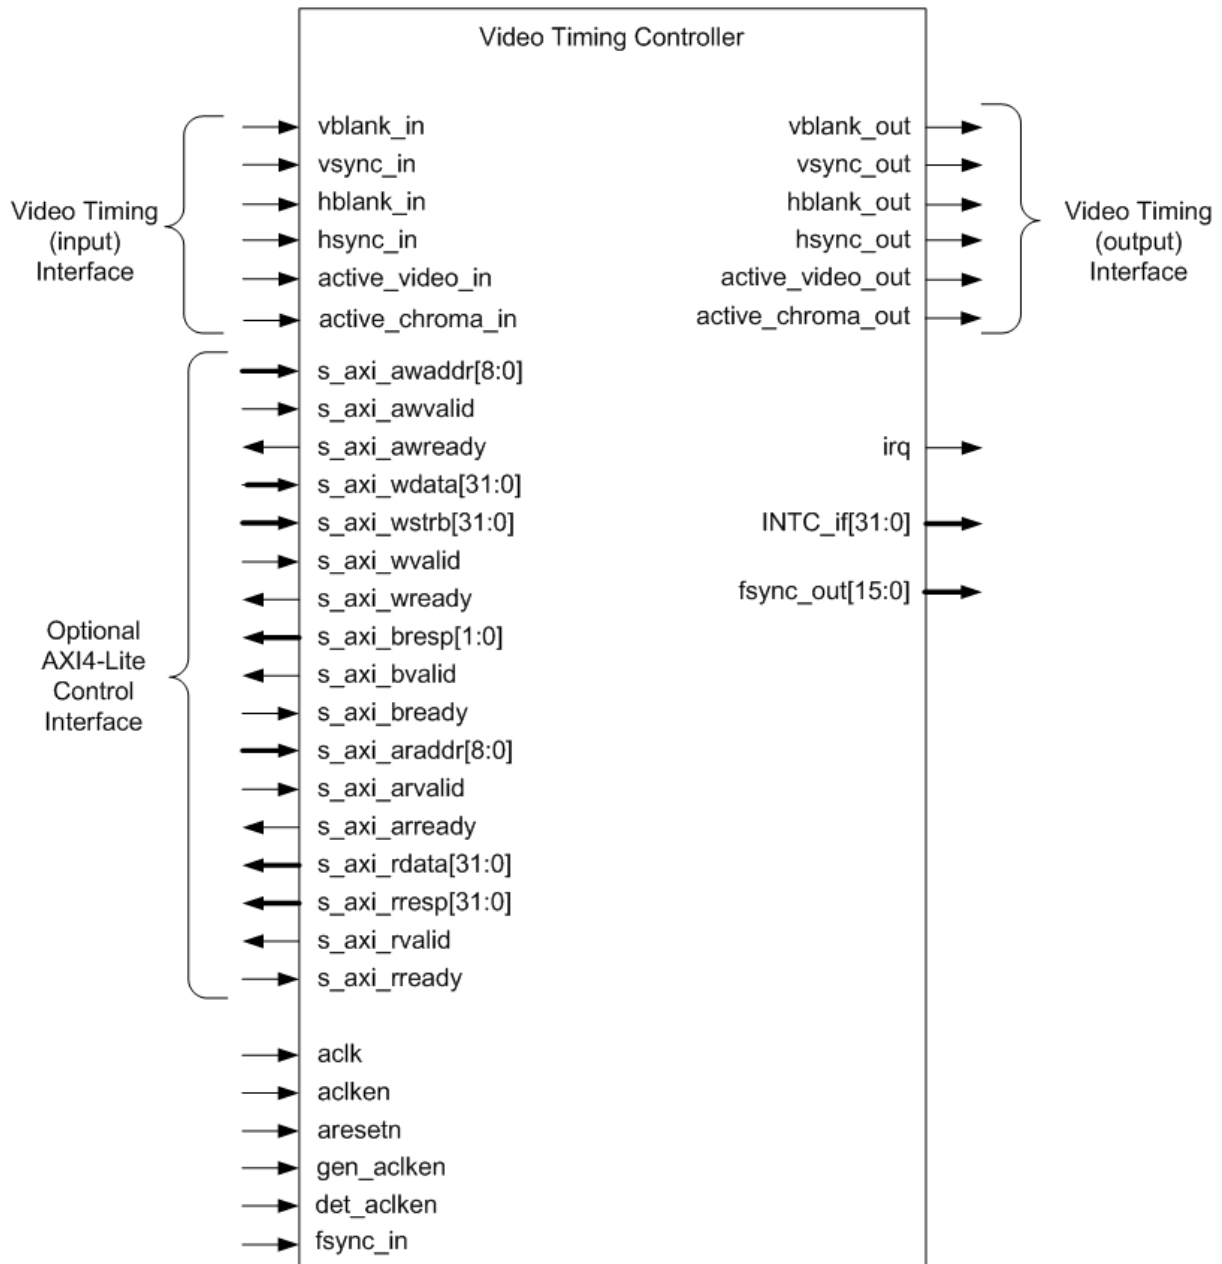 Video Timing Controller
Video Timing
(input)
Interface
vblank_in
vsync_in
hblank_in
hsync_in
active_video_in
active_chroma_in
vblank_out
vsync_out
hblank_out
hsync_out
active_video_out
active_chroma_out
Video Timing
(output)
Interface
Optional
AXI4-Lite
Control
Interface
s_axi_awaddr[8:0]
s_axi_awvalid
s_axi_awready
s_axi_wdata[31:0]
s_axi_wstrb[31:0]
s_axi_wvalid
s_axi_wready
s_axi_bresp[1:0]
s_axi_bvalid
s_axi_bready
s_axi_araddr[8:0]
s_axi_arvalid
s_axi_arready
s_axi_rdata[31:0]
s_axi_rresp[31:0]
s_axi_rvalid
s_axi_rready
irq
INTC_if[31:0]
fsync_out[15:0]
aclk
aclken
aresetn
gen_aclken
det_aclken
fsync_in